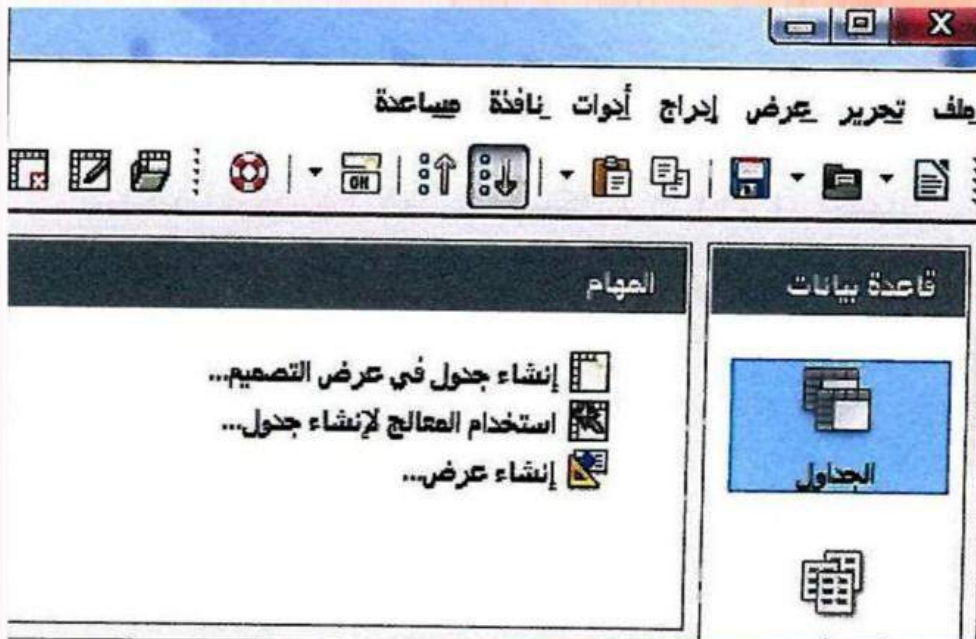 ملف تحرير عرض إدراج أدوات نافذة مساعدة
قاعدة بيانات
الجداول
المهام
إنشاء جدول في عرض التصميم...
استخدام المعالج لإنشاء جدول...
إنشاء عرض...